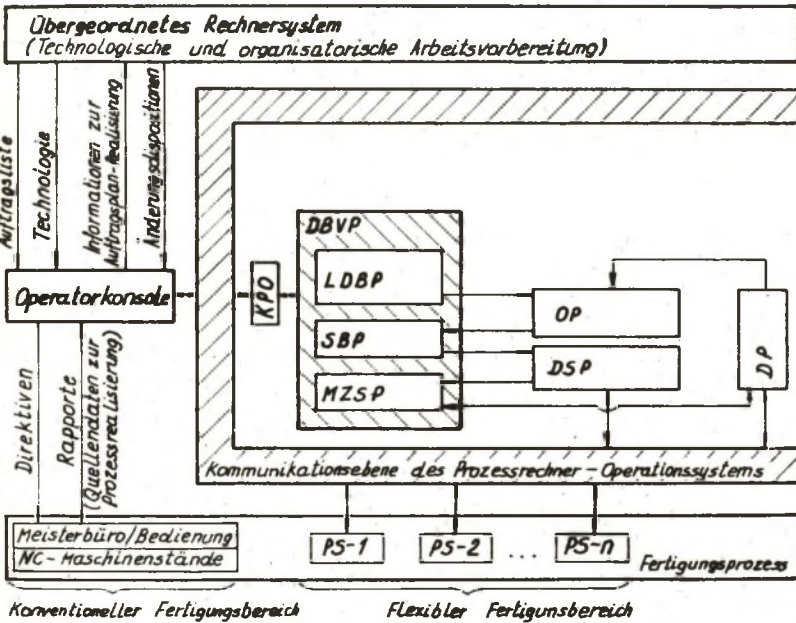 Übergeordnetes Rechnersystem
(Technologische und organisatorische Arbeitsvorbereitung)
Auftragsliste
Technologie
Informationen zur
Auftragsplan-Realisierung
Änderungsdispositionen
Operatorkonsole
KPO
DBVP
LDBP
SBP
MZSP
OP
DSP
DP
Direktiven
Rapporte
(Quellendaten zur
Prozessrealisierung)
Kommunikationsebene des Prozessrechner-Operationssystems
Meisterbüro/Bedienung
NC-Maschinenstände
PS-1
PS-2
...
PS-n
Fertigungsprozess
Konventioneller Fertigungsbereich
Flexibler Fertigunsbereich